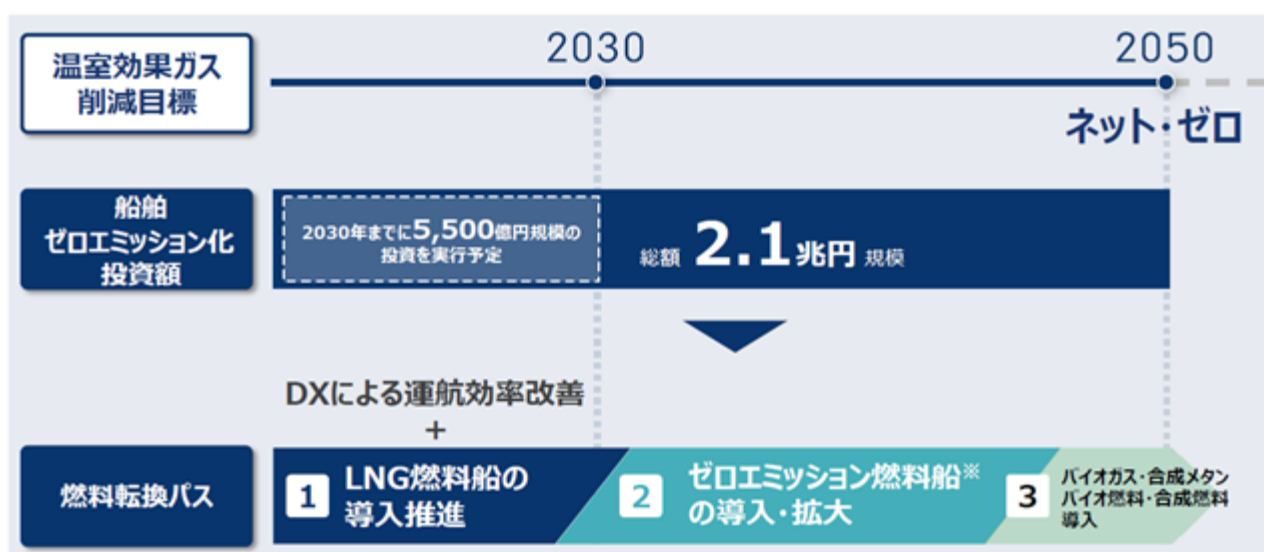 温室効果ガス
削減目標
2030
2050
ネット・ゼロ
船舶
ゼロエミッション化
投資額
2030年までに5,500億円規模の
投資を実行予定
総額 2.1兆円 規模
DXによる運航効率改善
+
燃料転換パス
1 LNG燃料船の
導入推進
2 ゼロエミッション燃料船※
の導入・拡大
3 バイオガス・合成メタン
バイオ燃料・合成燃料
導入